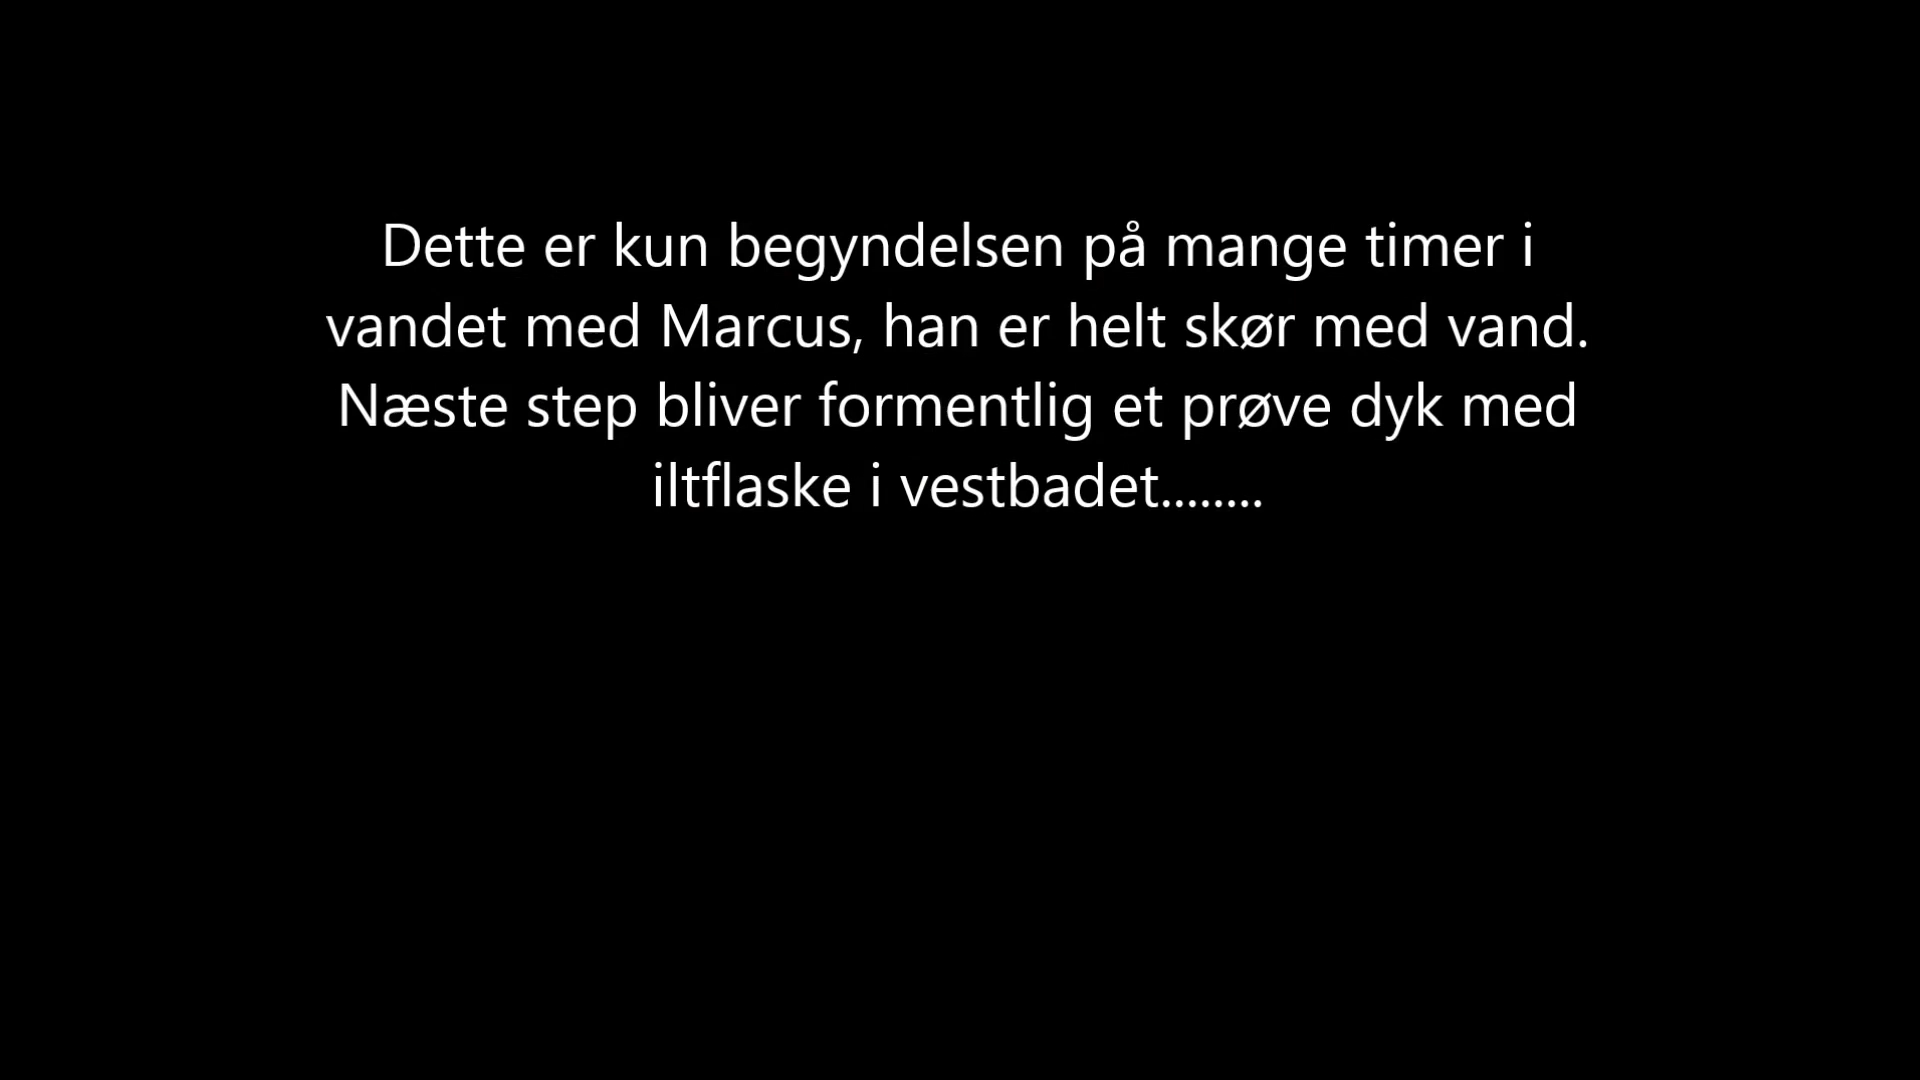 Dette er kun begyndelsen på mange timer i
vandet med Marcus, han er helt skør med vand.
Næste step bliver formentlig et prøve dyk med
iltflaske i vestbadet........